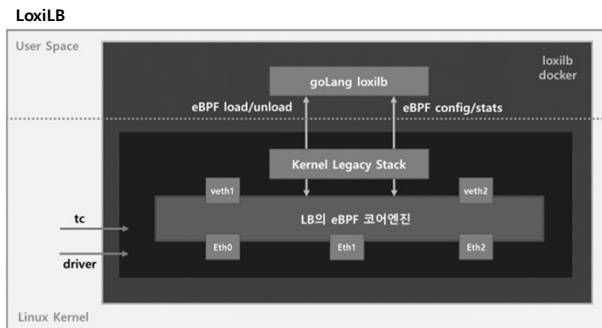 LoxiLB
User Space
loxilb
docker
goLang loxilb
eBPF load/unload
eBPF config/stats
Kernel Legacy Stack
veth1
veth2
tc
LB의 eBPF 코어엔진
Eth0
Eth1
Eth2
driver
Linux Kernel